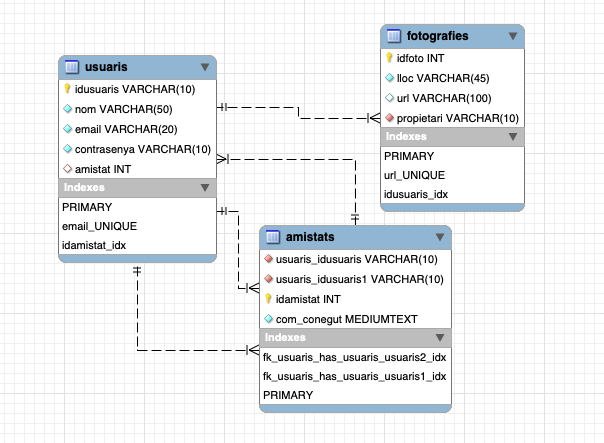 usuaris
idusuaris VARCHAR(10)
nom VARCHAR(50)
email VARCHAR(20)
contrasenya VARCHAR(10)
amistat INT
Indexes
PRIMARY
email_UNIQUE
idamistat_idx
fotografies
idfoto INT
lloc VARCHAR(45)
url VARCHAR(100)
propietari VARCHAR(10)
Indexes
PRIMARY
url_UNIQUE
idusuaris_idx
amistats
usuaris_idusuaris VARCHAR(10)
usuaris_idusuaris1 VARCHAR(10)
idamistat INT
com_conegut MEDIUMTEXT
Indexes
fk_usuaris_has_usuaris_usuaris2_idx
fk_usuaris_has_usuaris_usuaris1_idx
PRIMARY